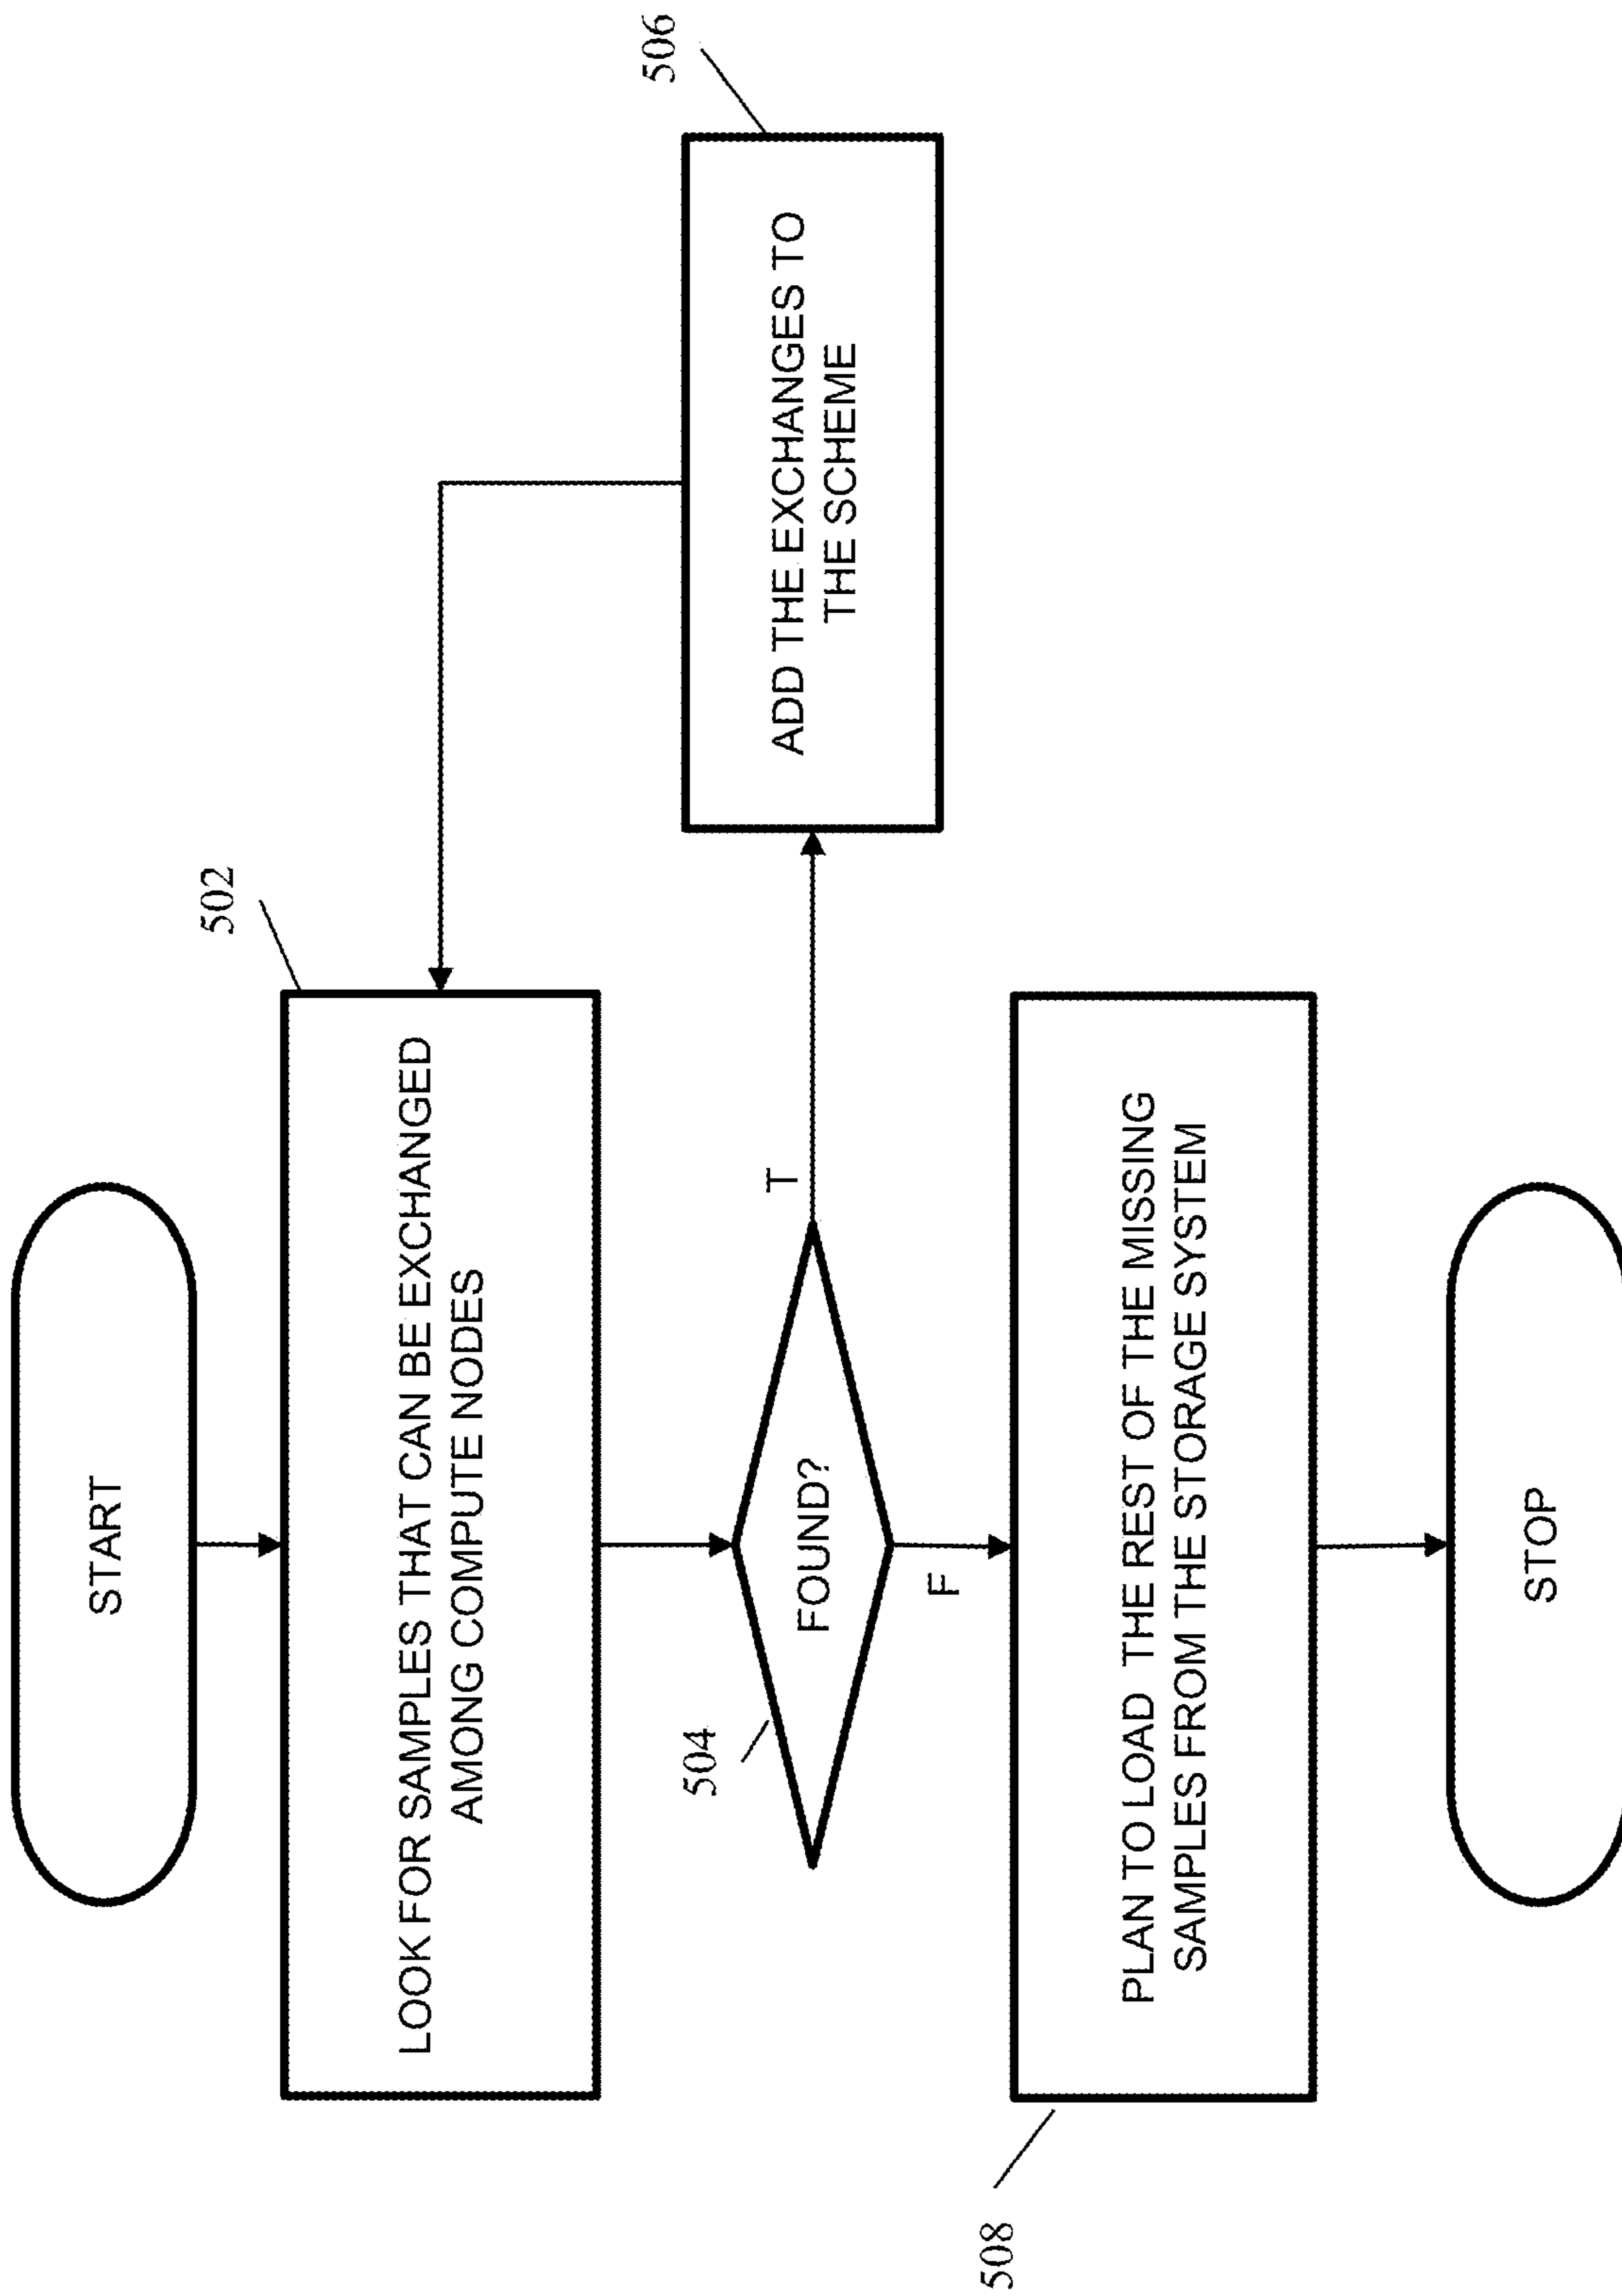 START
502
LOOK FOR SAMPLES THAT CAN BE EXCHANGED
AMONG COMPUTE NODES
504
FOUND?
T
506
ADD THE EXCHANGES TO
THE SCHEME
F
508
PLAN TO LOAD THE REST OF THE MISSING
SAMPLES FROM THE STORAGE SYSTEM
STOP